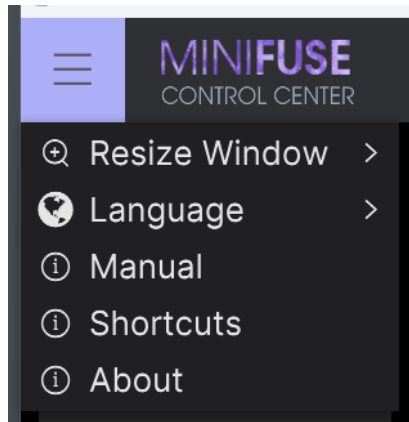 MINIFUSE
CONTROL CENTER
Resize Window
Language
Manual
Shortcuts
About